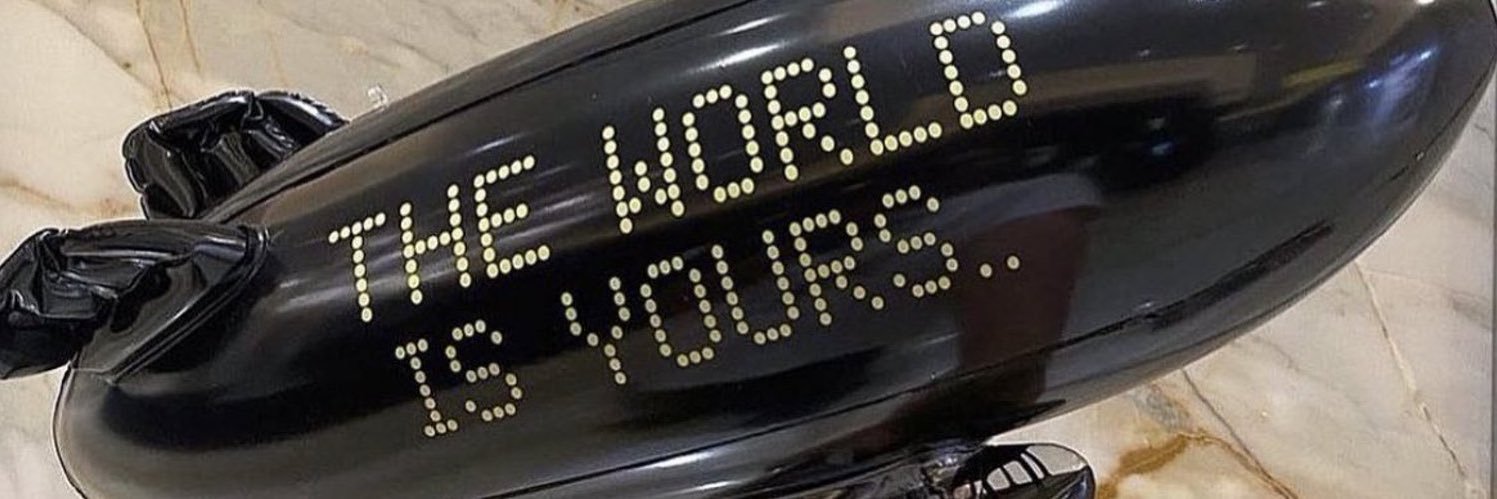 THE WORLD
IS YOURS..